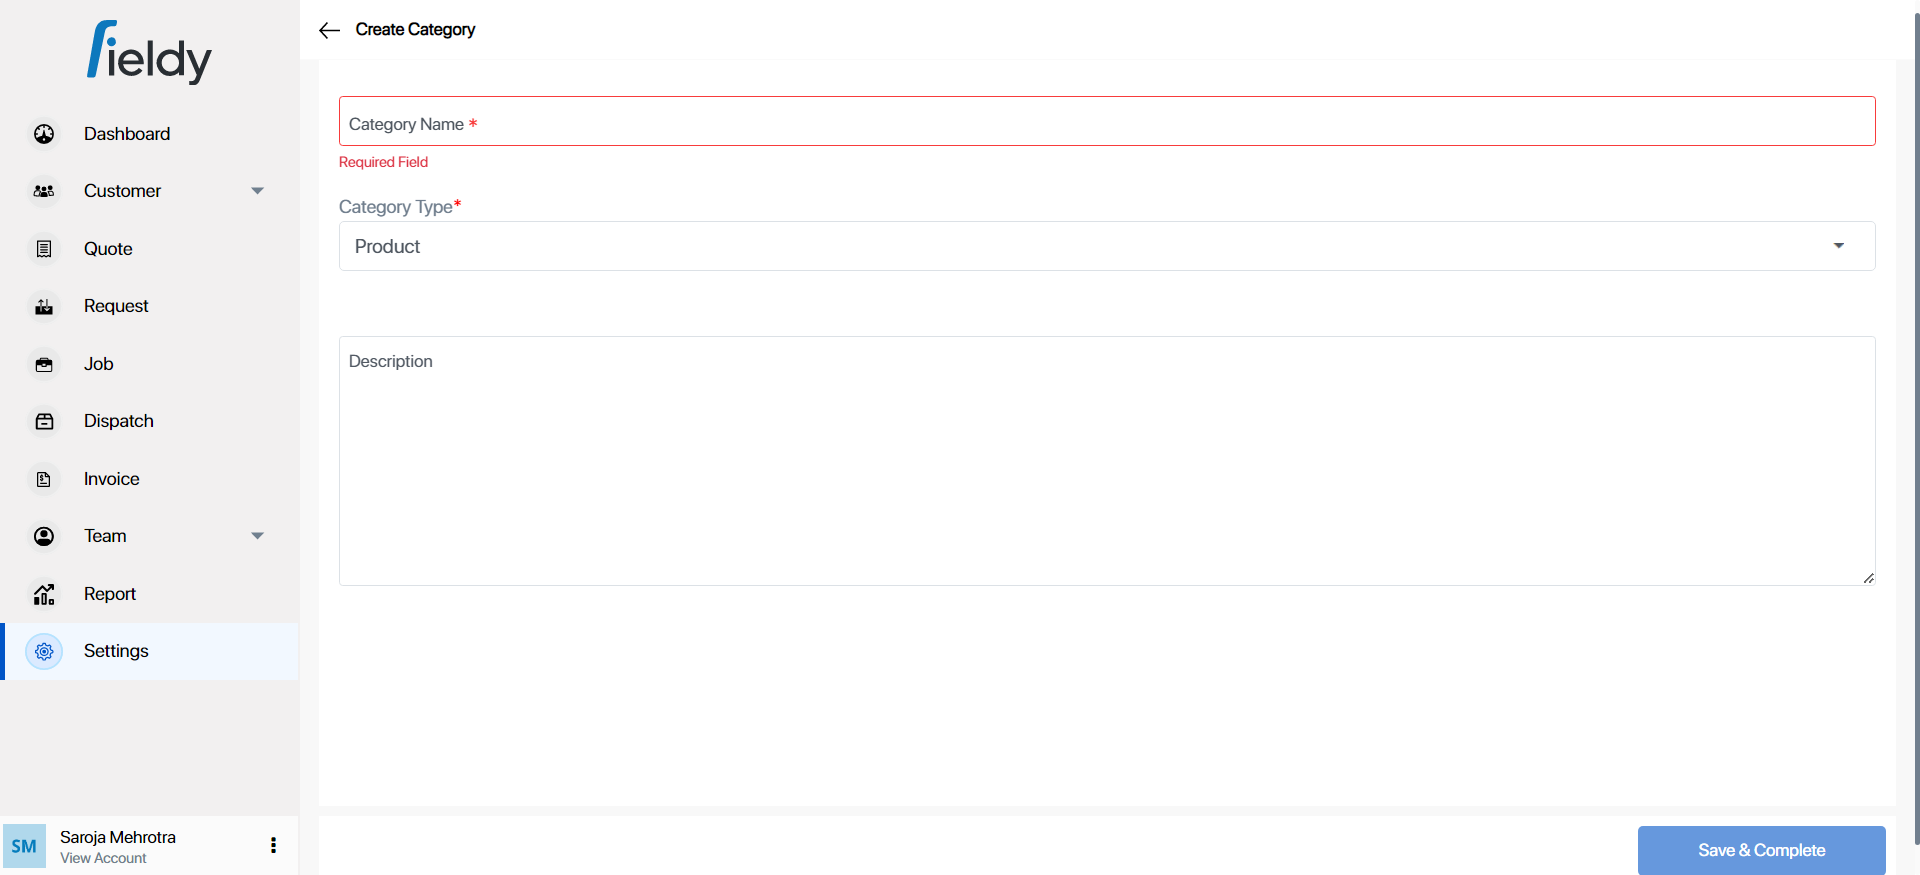 fieldy
Dashboard
Customer
Quote
Request
Job
Dispatch
Invoice
Team
Report
Settings
SM
Saroja Mehrotra
View Account
Create Category
Category Name *
Required Field
Category Type*
Product
Description
Save & Complete